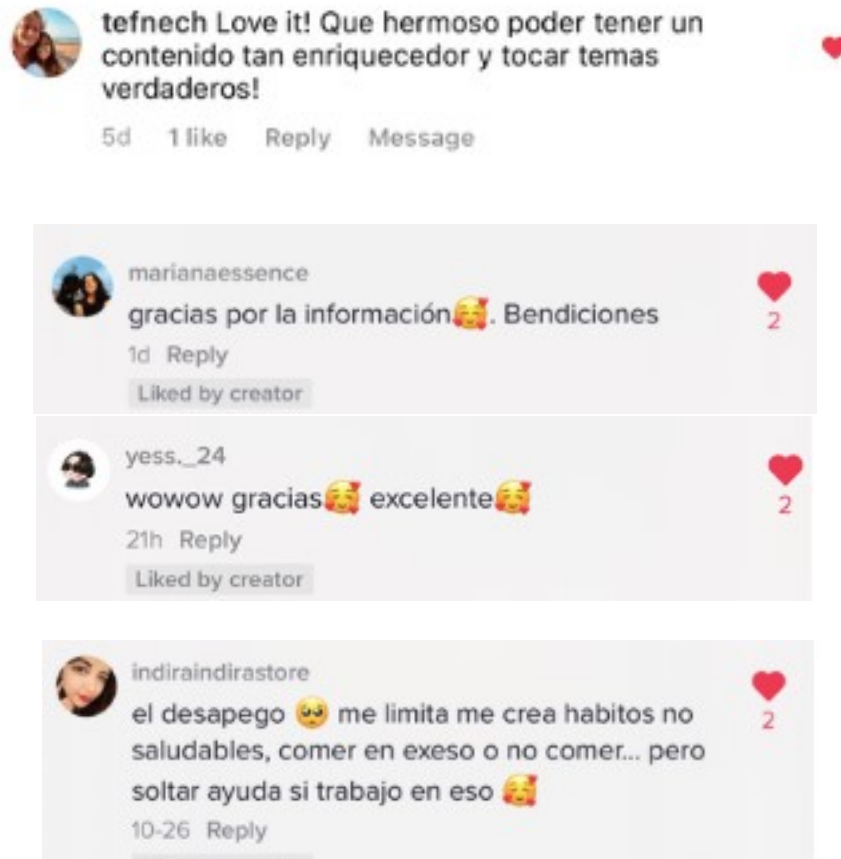 tefnech Love it! Que hermoso poder tener un
contenido tan enriquecedor y tocar temas
verdaderos!
5d 1 like Reply Message
marianaessence
gracias por la información🥰. Bendiciones
2
1d Reply
Liked by creator
yess._24
wowow gracias🥰 excelente🥰
2
21h Reply
Liked by creator
indiraindirastore
el desapego 🥺 me limita me crea habitos no
2
saludables, comer en exeso o no comer... pero
soltar ayuda si trabajo en eso 🥰
10-26 Reply